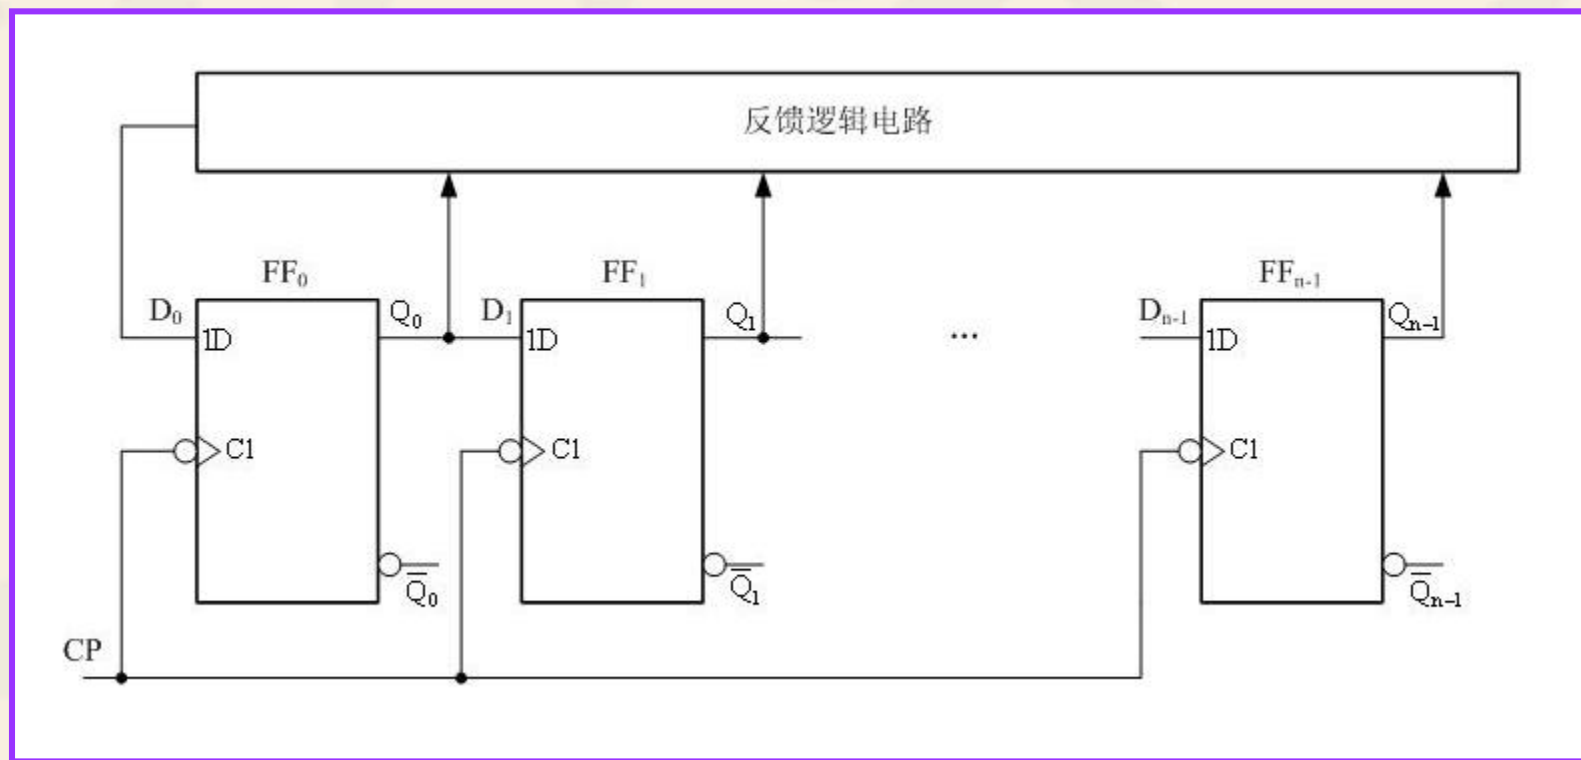 反馈逻辑电路
FF₀ FF₁ FFₙ₋₁
D₀ Q₀ D₁ Q₁ ... Dₙ₋₁ Qₙ₋₁
1D 1D 1D
C1 C1 C1
Q̅₀ Q̅₁ Q̅ₙ₋₁
CP